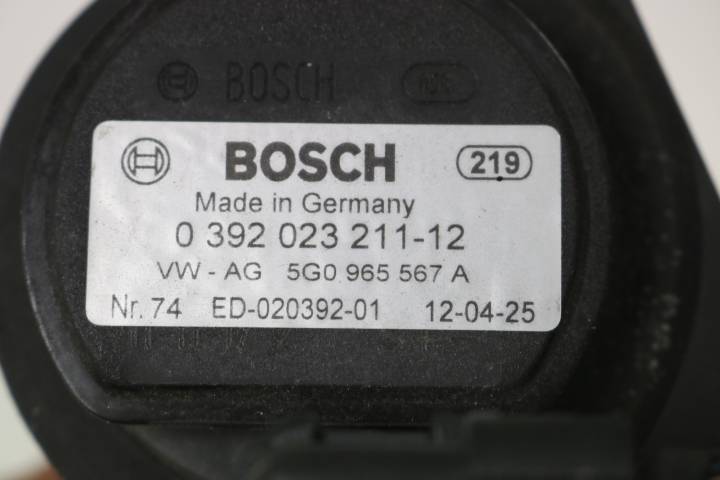 BOSCH
BOSCH 219
Made in Germany
0 392 023 211-12
VW - AG 5G0 965 567 A
Nr. 74 ED-020392-01 12-04-25